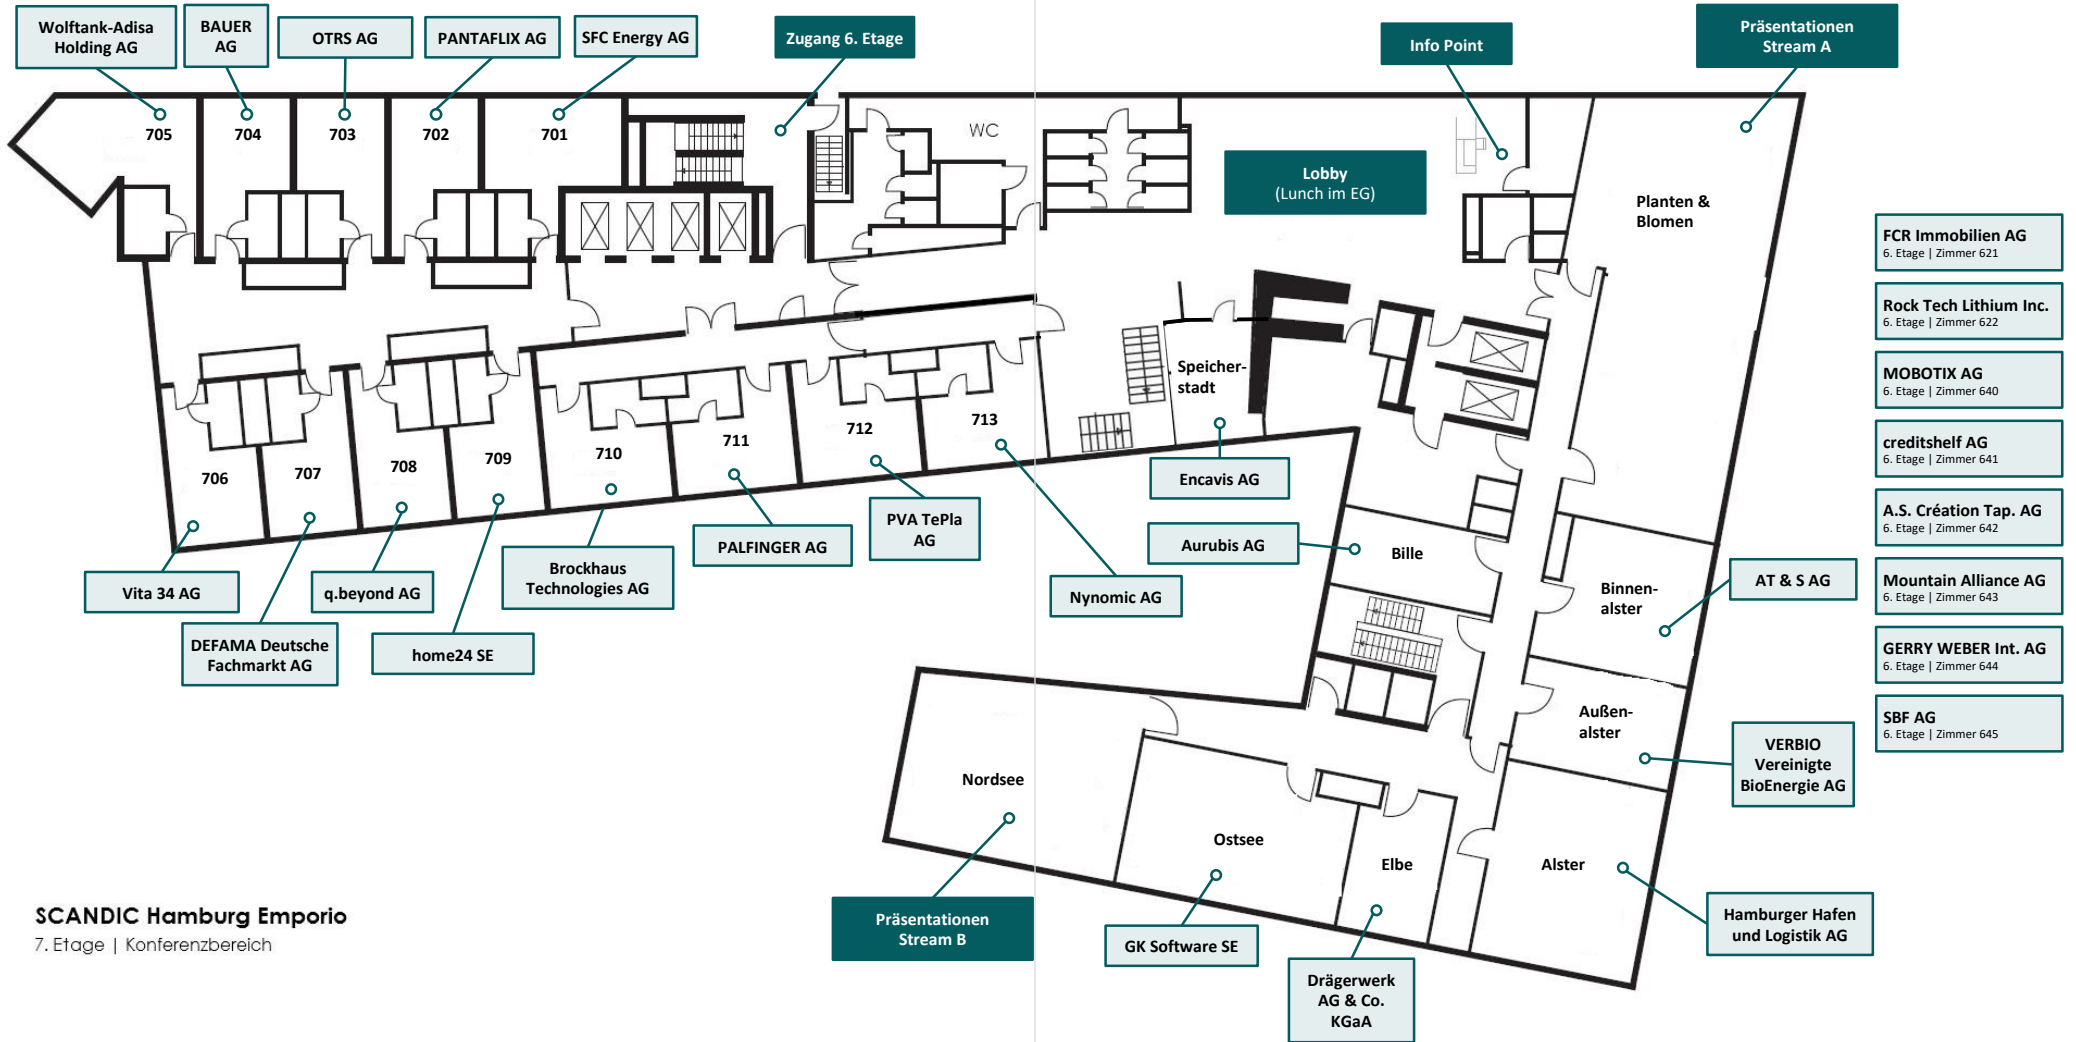 Wolftank-Adisa
Holding AG
BAUER
AG
OTRS AG
PANTAFLIX AG
SFC Energy AG
Zugang 6. Etage
Info Point
Präsentationen
Stream A
705
704
703
702
701
WC
Lobby
(Lunch im EG)
Planten &
Blomen
FCR Immobilien AG
6. Etage | Zimmer 621
Rock Tech Lithium Inc.
6. Etage | Zimmer 622
MOBOTIX AG
6. Etage | Zimmer 640
creditshelf AG
6. Etage | Zimmer 641
A.S. Création Tap. AG
6. Etage | Zimmer 642
Mountain Alliance AG
6. Etage | Zimmer 643
GERRY WEBER Int. AG
6. Etage | Zimmer 644
SBF AG
6. Etage | Zimmer 645
Speicher-
stadt
706
707
708
709
710
711
712
713
Encavis AG
PVA TePla
AG
PALFINGER AG
Brockhaus
Technologies AG
Vita 34 AG
q.beyond AG
DEFAMA Deutsche
Fachmarkt AG
home24 SE
Nynomic AG
Aurubis AG
Bille
Binnen-
alster
AT & S AG
Außen-
alster
VERBIO
Vereinigte
BioEnergie AG
Nordsee
Ostsee
Elbe
Alster
Präsentationen
Stream B
GK Software SE
Drägerwerk
AG & Co.
KGaA
Hamburger Hafen
und Logistik AG
SCANDIC Hamburg Emporio
7. Etage | Konferenzbereich